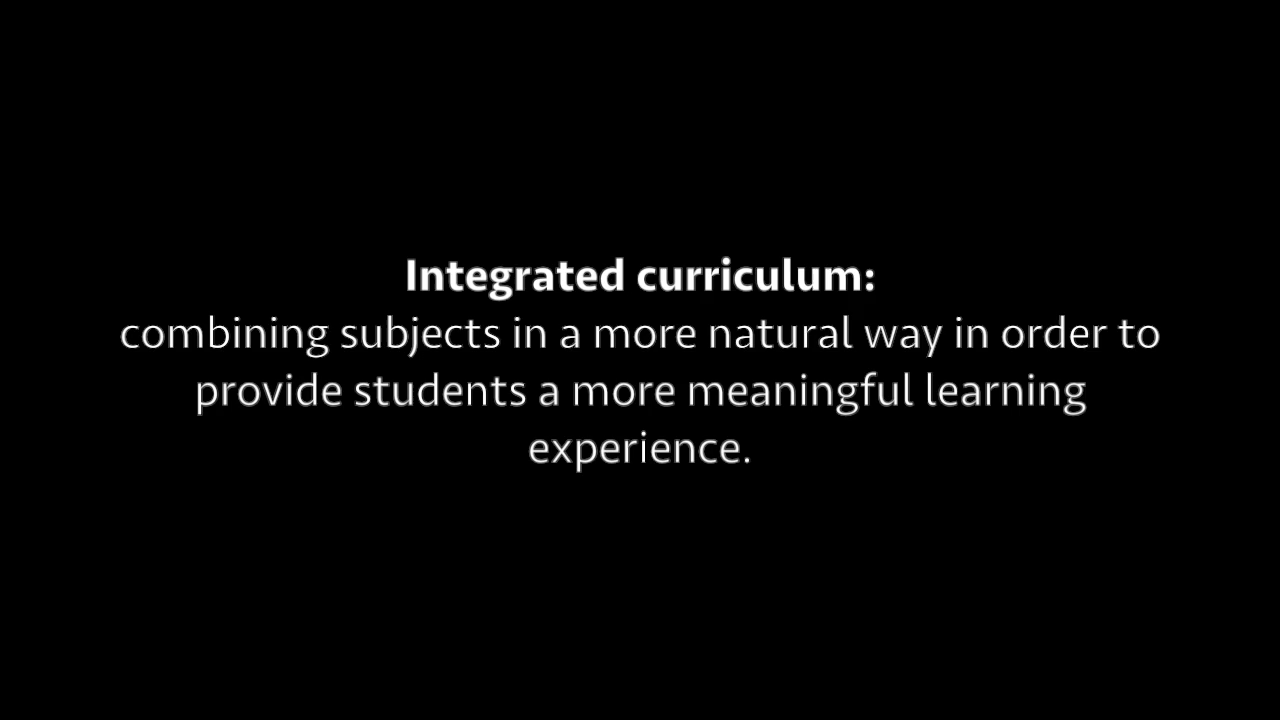 Integrated curriculum:
combining subjects in a more natural way in order to
provide students a more meaningful learning
experience.